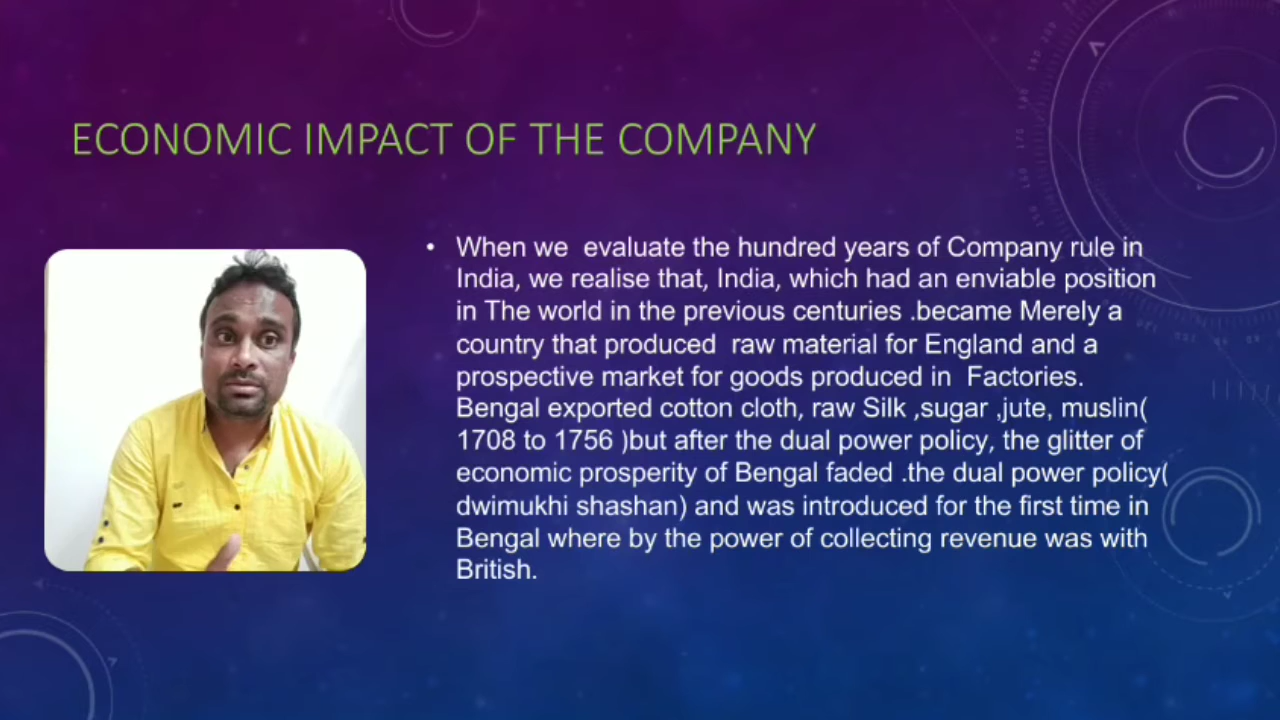 ECONOMIC IMPACT OF THE COMPANY
• When we evaluate the hundred years of Company rule in
India, we realise that, India, which had an enviable position
in The world in the previous centuries .became Merely a
country that produced raw material for England and a
prospective market for goods produced in Factories.
Bengal exported cotton cloth, raw Silk ,sugar ,jute, muslin(
1708 to 1756 )but after the dual power policy, the glitter of
economic prosperity of Bengal faded .the dual power policy(
dwimukhi shashan) and was introduced for the first time in
Bengal where by the power of collecting revenue was with
British.